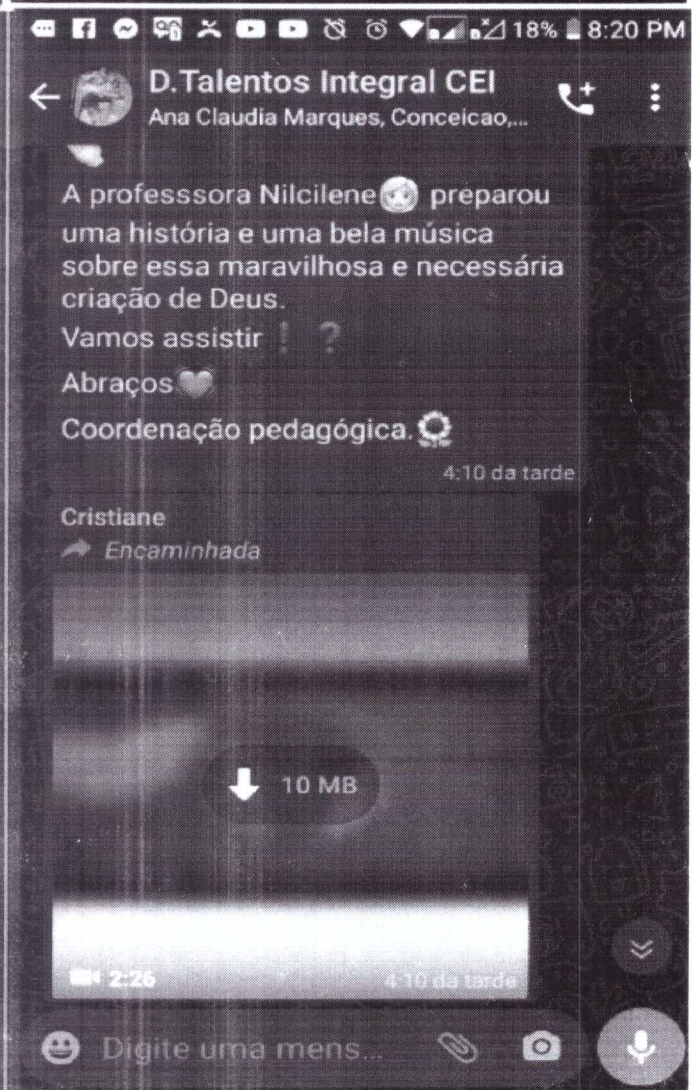 18% 8:20 PM
D.Talentos Integral CEI
Ana Claudia Marques, Conceicao,...
A professsora Nilcilene preparou
uma história e uma bela música
sobre essa maravilhosa e necessária
criação de Deus.
Vamos assistir ❗❓
Abraços
Coordenação pedagógica.
4:10 da tarde
Cristiane
Encaminhada
10 MB
2:26 4:10 da tarde
Digite uma mens...